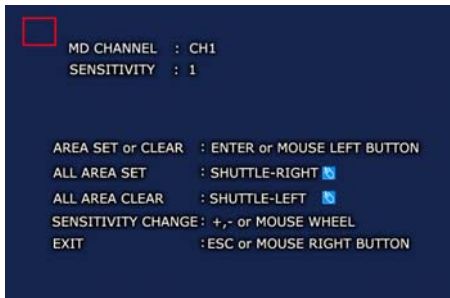 MD CHANNEL : CH1
SENSITIVITY : 1
AREA SET or CLEAR : ENTER or MOUSE LEFT BUTTON
ALL AREA SET : SHUTTLE-RIGHT
ALL AREA CLEAR : SHUTTLE-LEFT
SENSITIVITY CHANGE : +,- or MOUSE WHEEL
EXIT : ESC or MOUSE RIGHT BUTTON